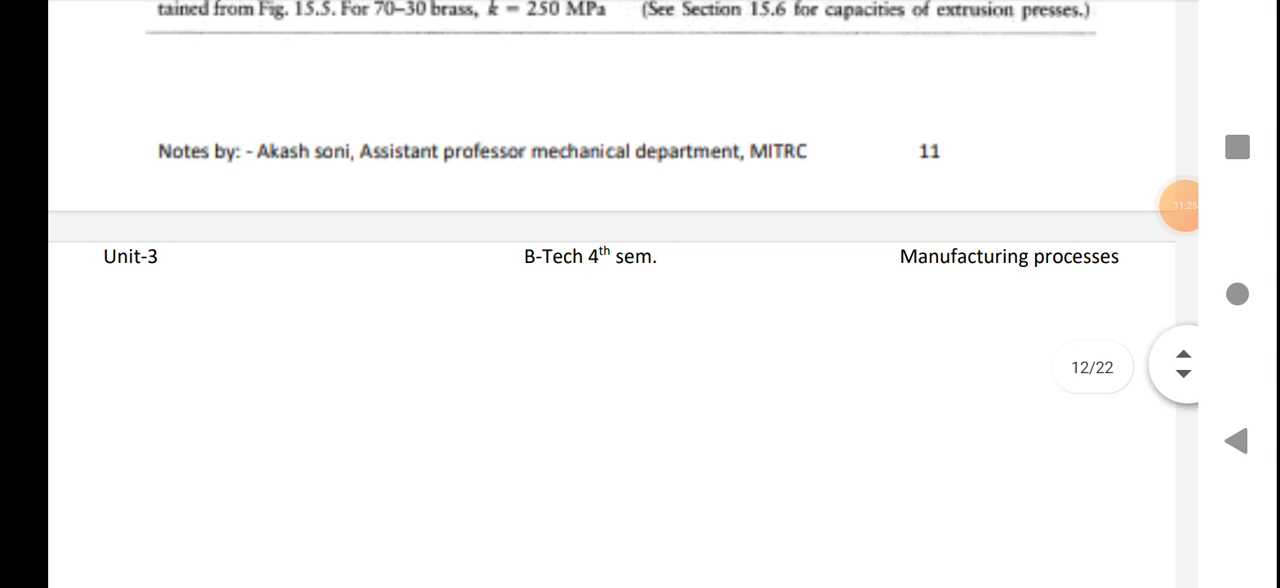 tained from Fig. 15.5. For 70–30 brass, k = 250 MPa (See Section 15.6 for capacities of extrusion presses.)
Notes by: - Akash soni, Assistant professor mechanical department, MITRC 11
11:25
Unit-3 B-Tech 4th sem. Manufacturing processes
12/22